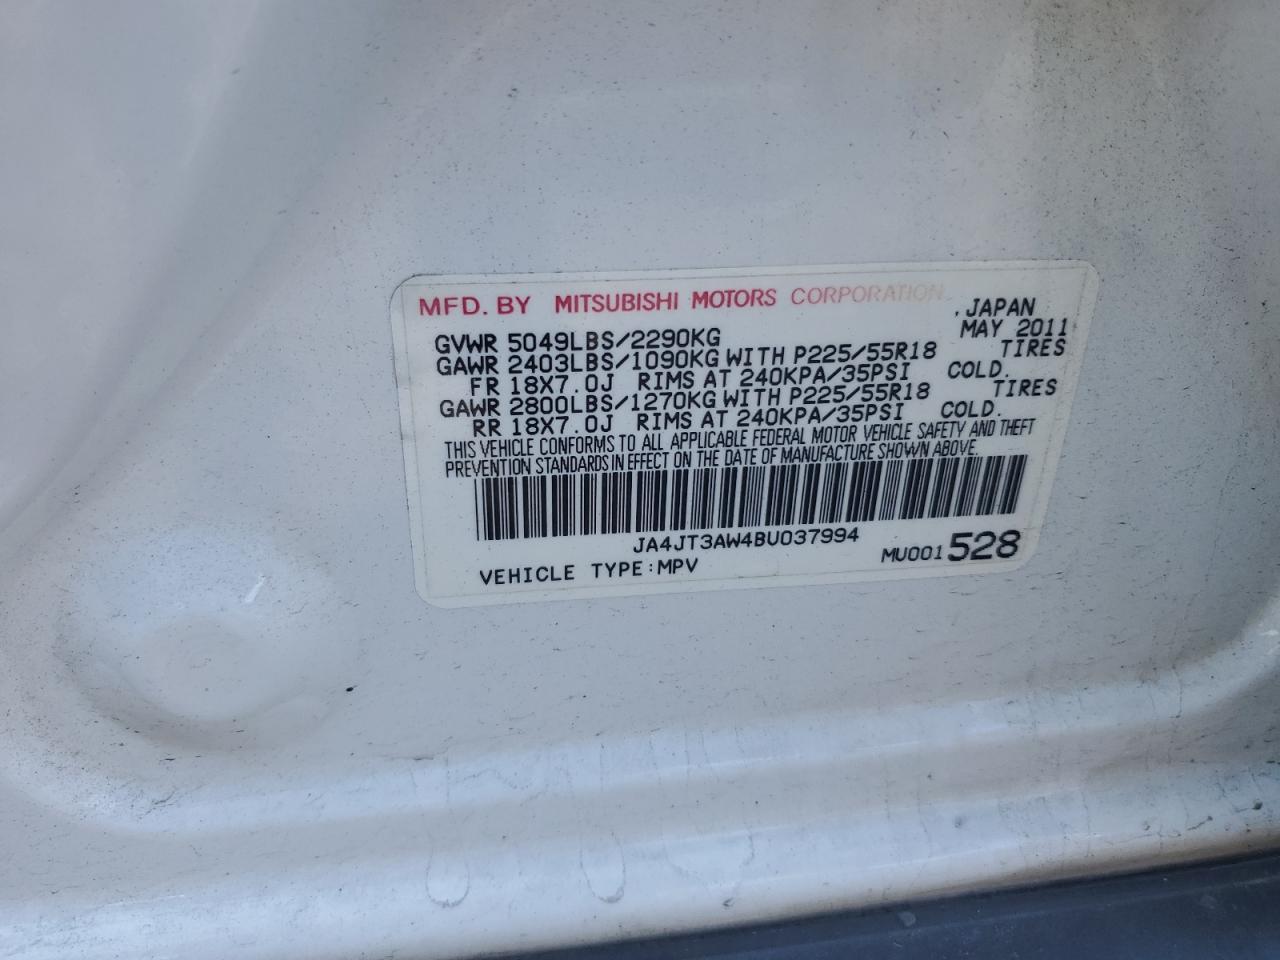 MFD. BY MITSUBISHI MOTORS CORPORATION, JAPAN
GVWR 5049LBS/2290KG MAY 2011
GAWR 2403LBS/1090KG WITH P225/55R18 TIRES
FR 18X7.0J RIMS AT 240KPA/35PSI COLD.
GAWR 2800LBS/1270KG WITH P225/55R18 TIRES
RR 18X7.0J RIMS AT 240KPA/35PSI COLD.
THIS VEHICLE CONFORMS TO ALL APPLICABLE FEDERAL MOTOR VEHICLE SAFETY AND THEFT
PREVENTION STANDARDS IN EFFECT ON THE DATE OF MANUFACTURE SHOWN ABOVE.
JA4JT3AW4BU037994
VEHICLE TYPE:MPV MU001528